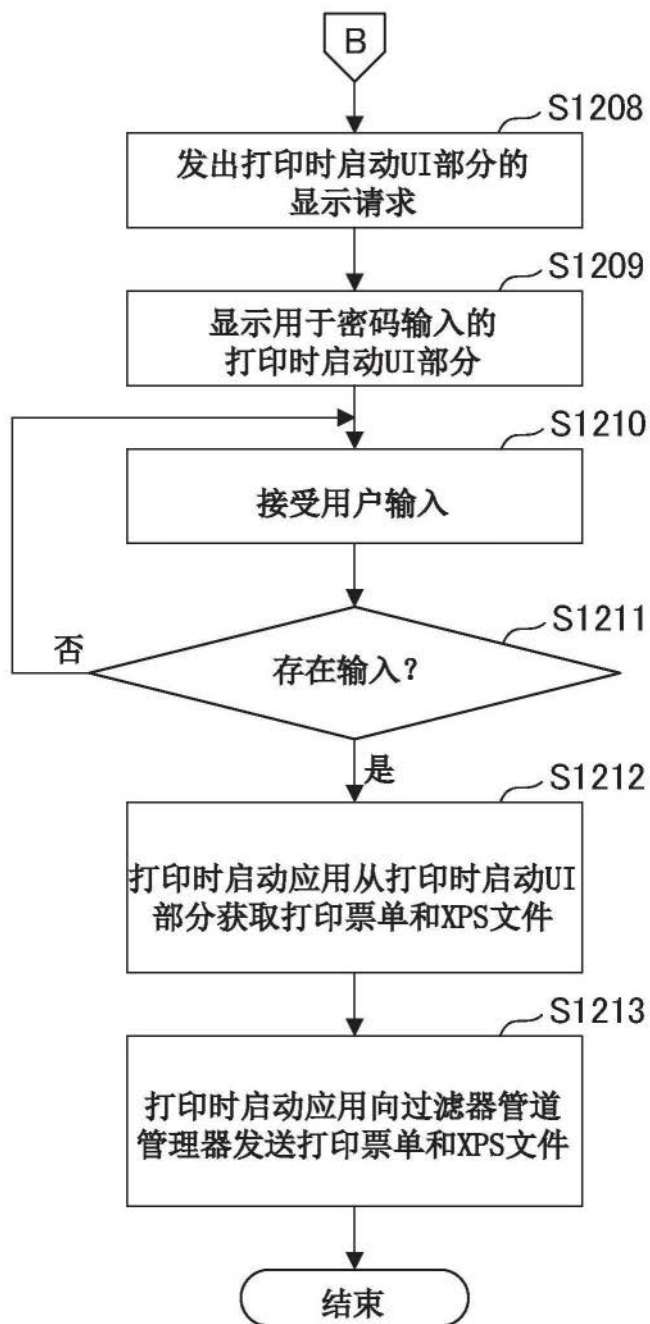 B
S1208
发出打印时启动UI部分的
显示请求
S1209
显示用于密码输入的
打印时启动UI部分
S1210
接受用户输入
S1211
否
存在输入？
是
S1212
打印时启动应用从打印时启动UI
部分获取打印票单和XPS文件
S1213
打印时启动应用向过滤器管道
管理器发送打印票单和XPS文件
结束